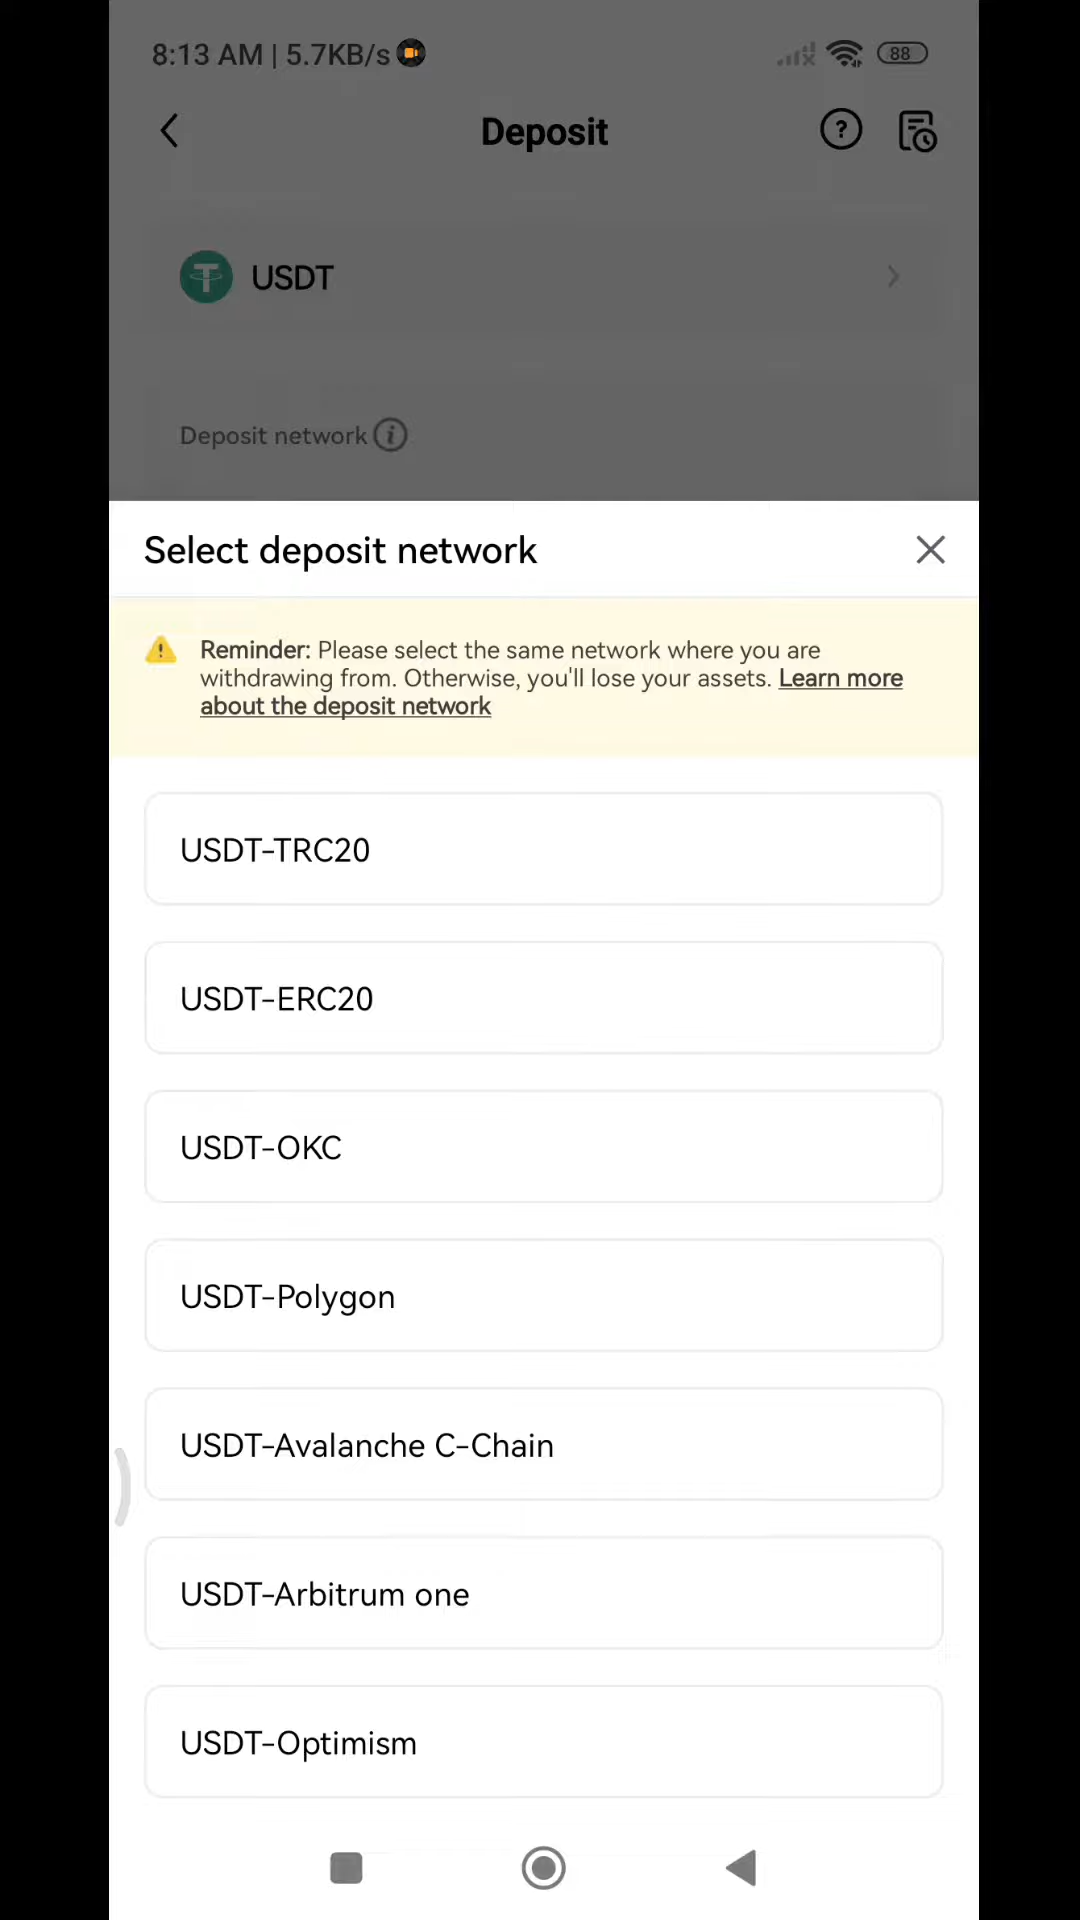 8:13 AM | 5.7KB/s
88
Deposit
USDT
Deposit network
Select deposit network
Reminder: Please select the same network where you are
withdrawing from. Otherwise, you'll lose your assets. Learn more
about the deposit network
USDT-TRC20
USDT-ERC20
USDT-OKC
USDT-Polygon
USDT-Avalanche C-Chain
USDT-Arbitrum one
USDT-Optimism